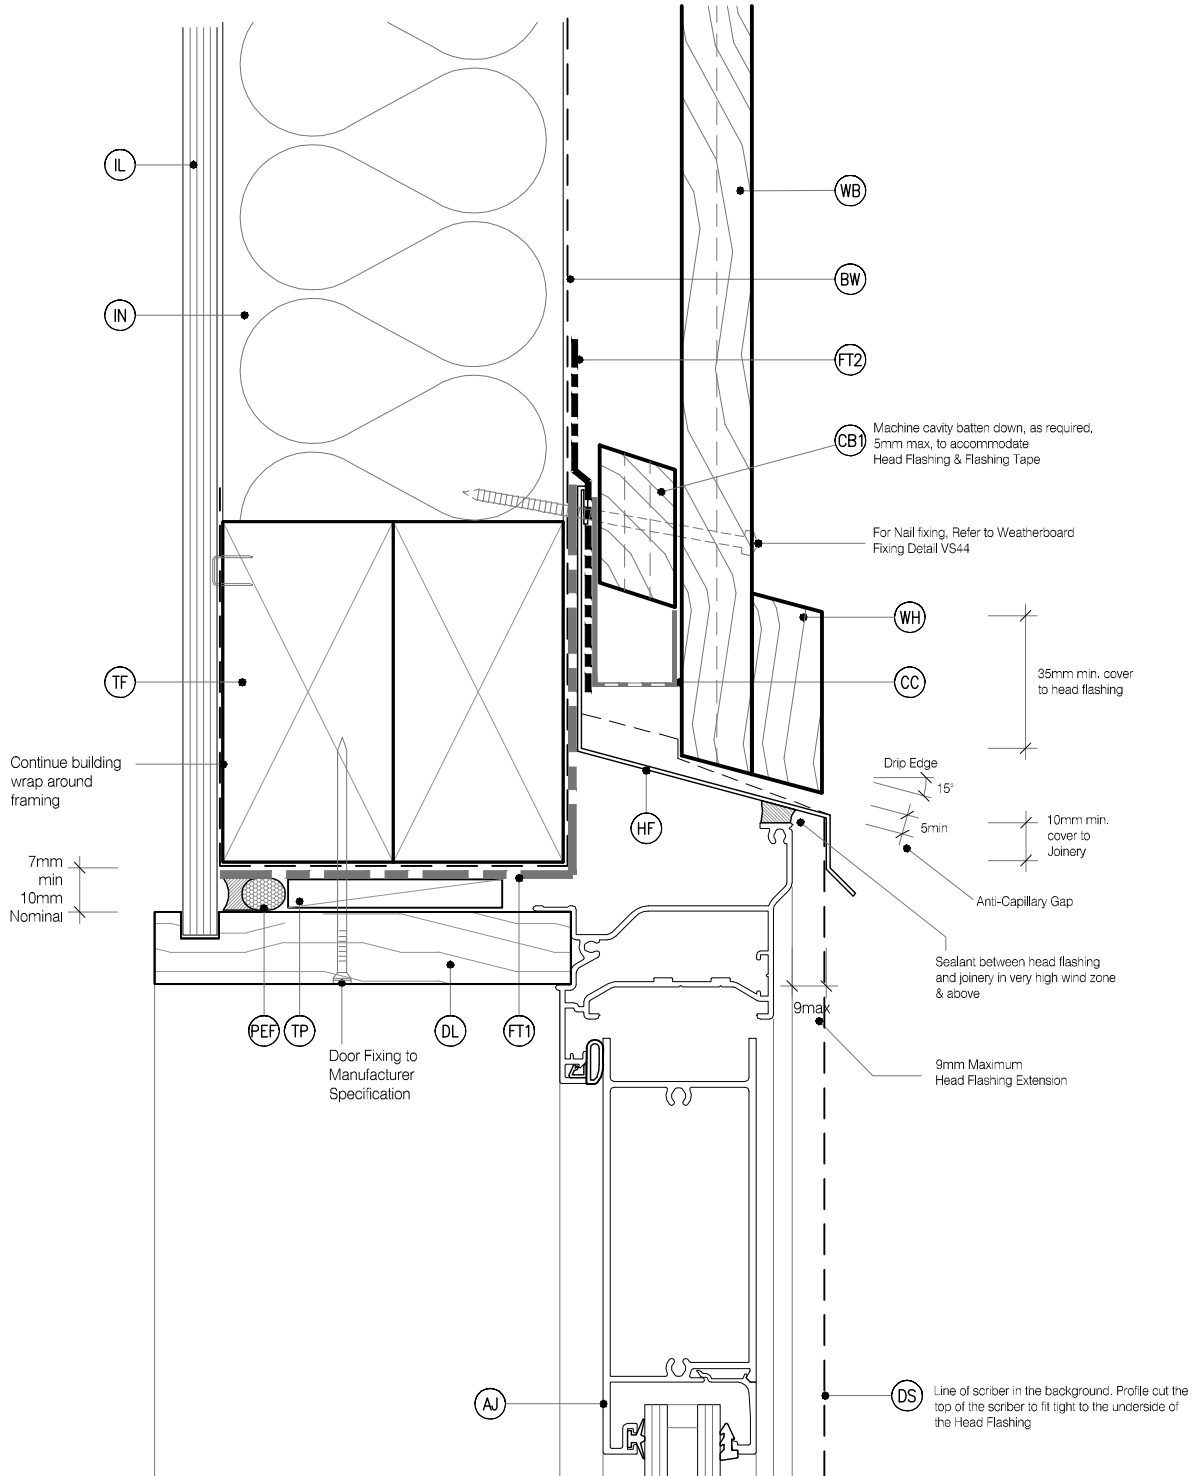 IL
WB
BW
IN
FT2
CB1
Machine cavity batten down, as required,
5mm max, to accommodate
Head Flashing & Flashing Tape
For Nail fixing, Refer to Weatherboard
Fixing Detail VS44
WH
35mm min. cover
to head flashing
TF
CC
Continue building
wrap around
framing
Drip Edge
15°
HF
5min
10mm min.
cover to
Joinery
7mm
min
10mm
Nominal
Anti-Capillary Gap
Sealant between head flashing
and joinery in very high wind zone
& above
9max
PEF
TP
DL
FT1
Door Fixing to
Manufacturer
Specification
9mm Maximum
Head Flashing Extension
AJ
DS
Line of scriber in the background. Profile cut the
top of the scriber to fit tight to the underside of
the Head Flashing